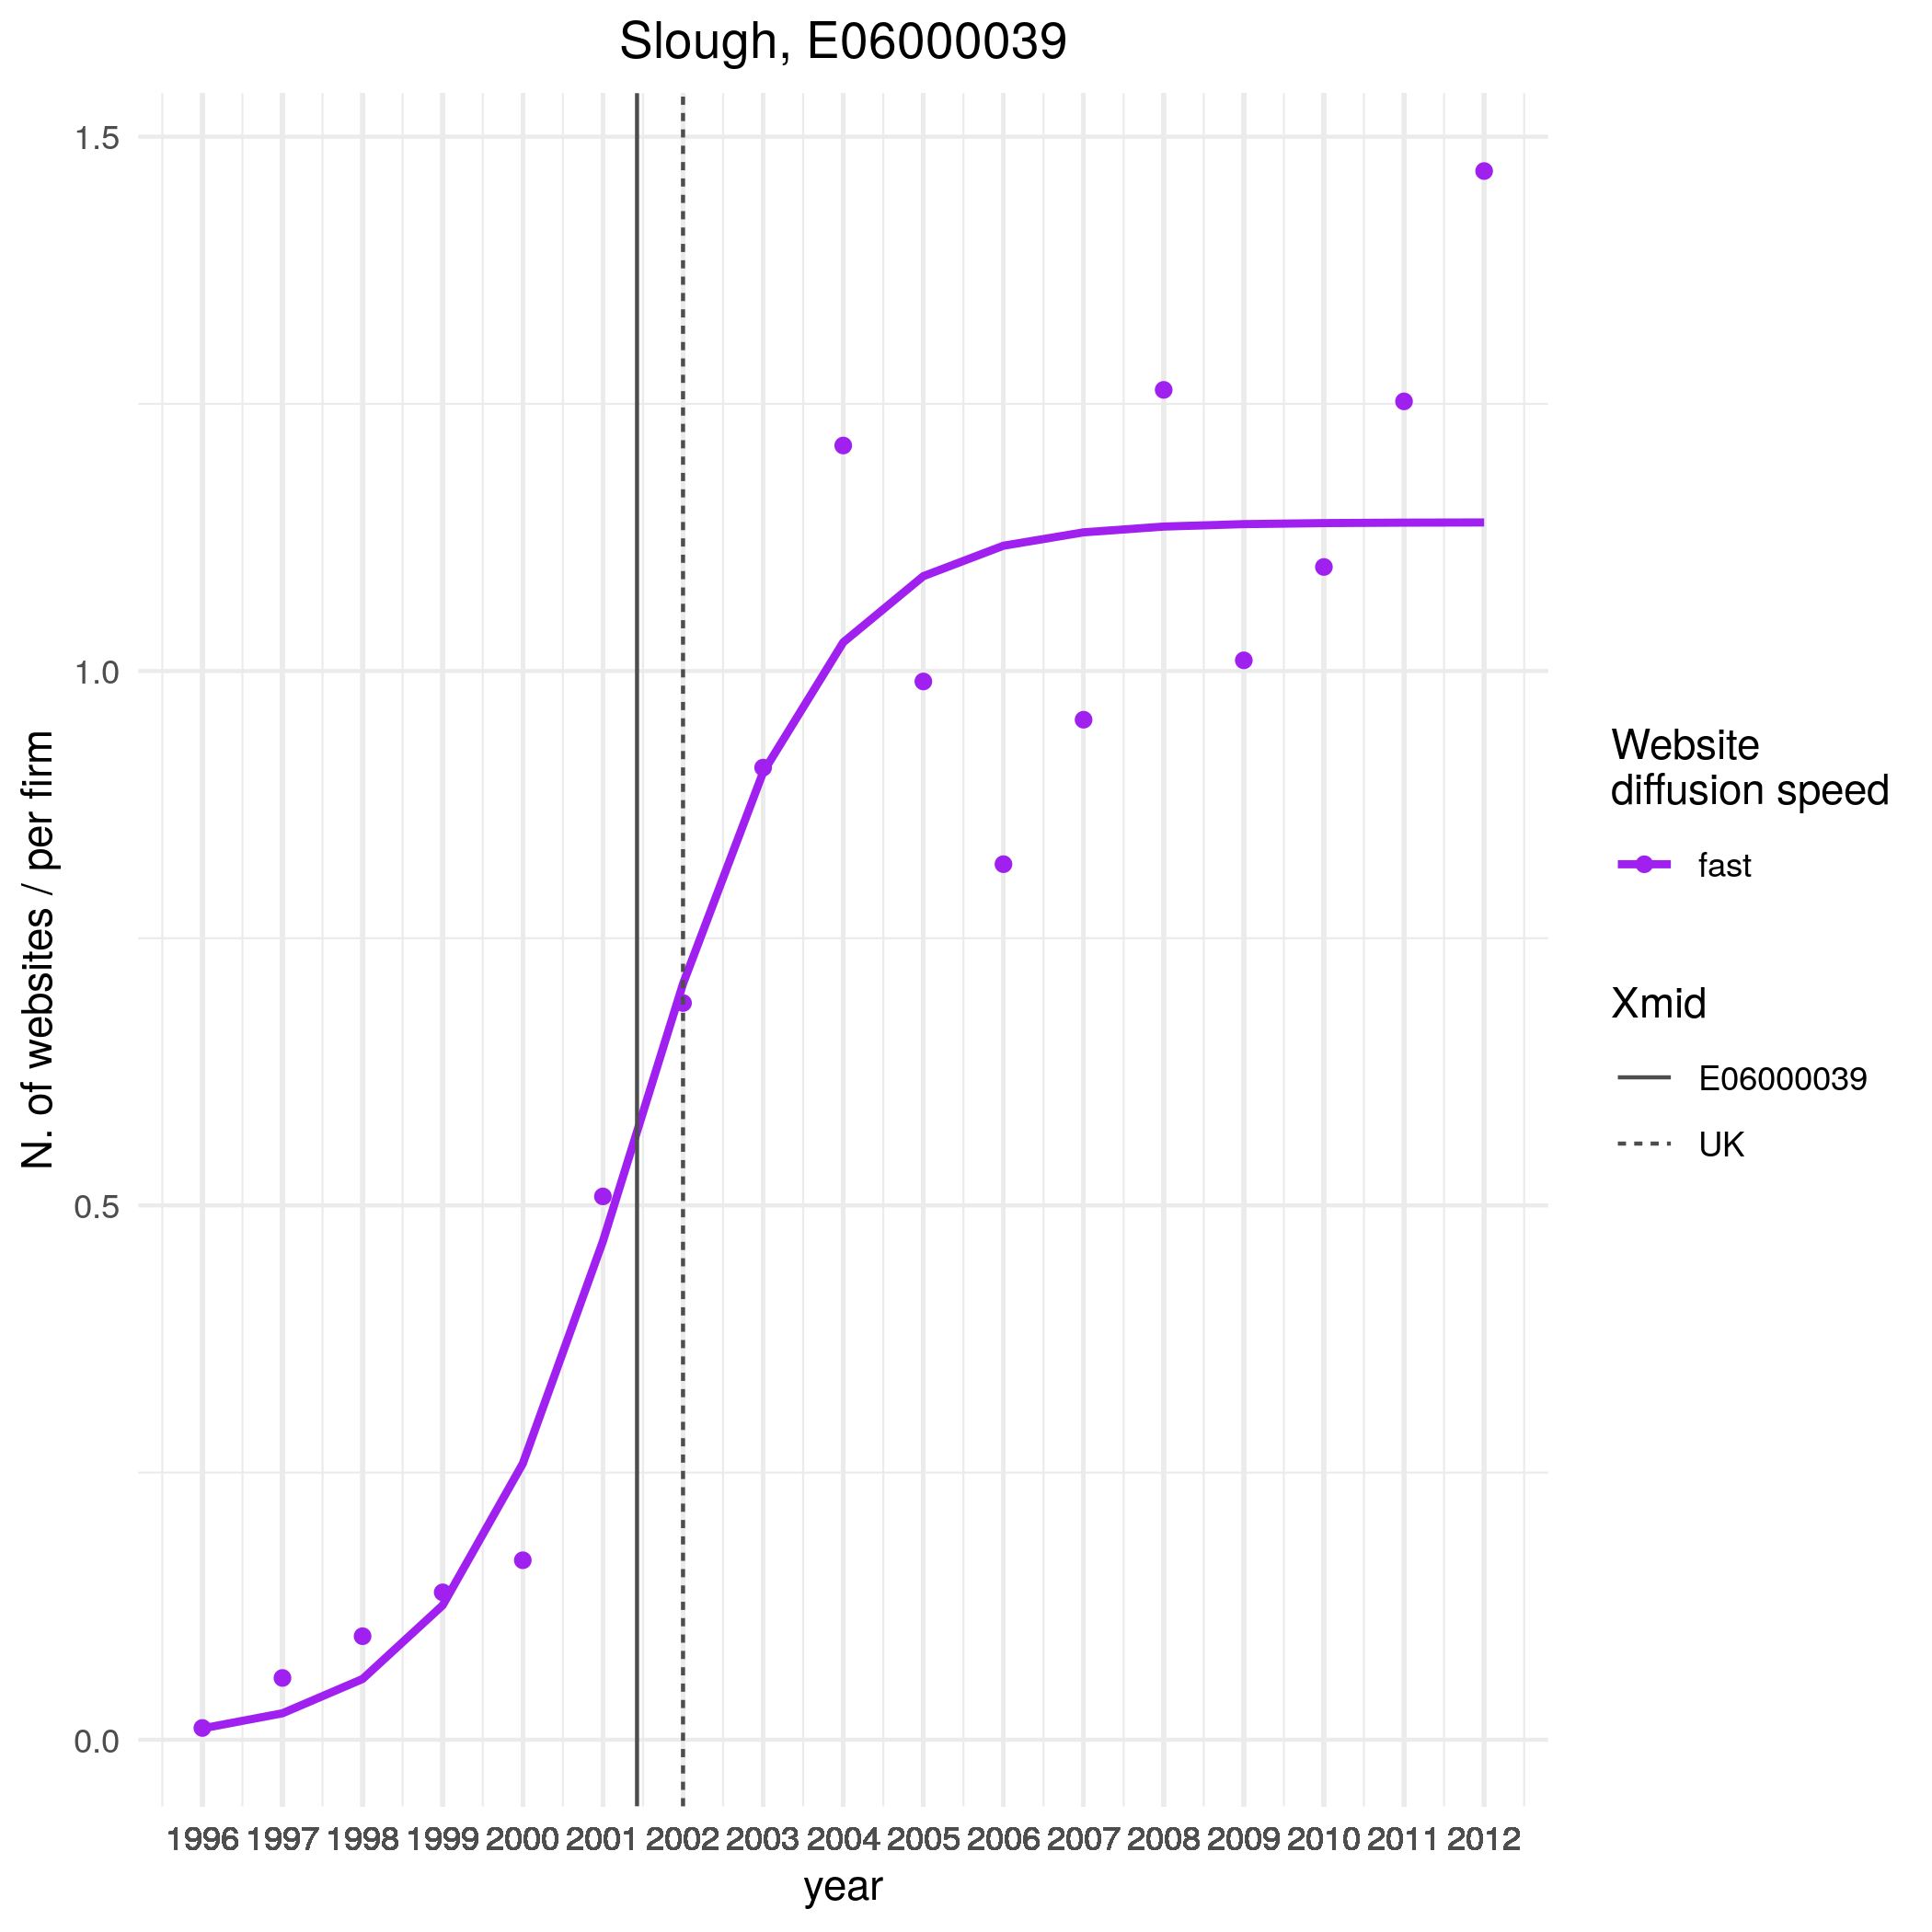 Slough, E06000039
1.5
1.0
0.5
0.0
N. of websites / per firm
1996 1997 1998 1999 2000 2001 2002 2003 2004 2005 2006 2007 2008 2009 2010 2011 2012
year
Website
diffusion speed
fast
Xmid
E06000039
UK